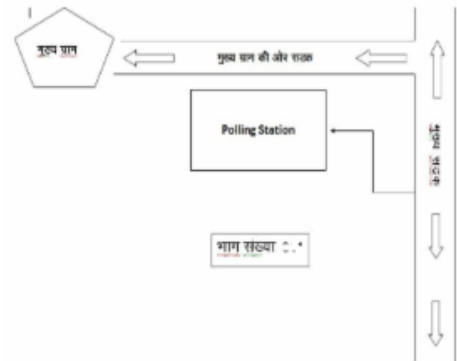 मुख्य ग्राम
मुख्य ग्राम की ओर सड़क
Polling Station
मुख्य सड़क
भाग संख्या